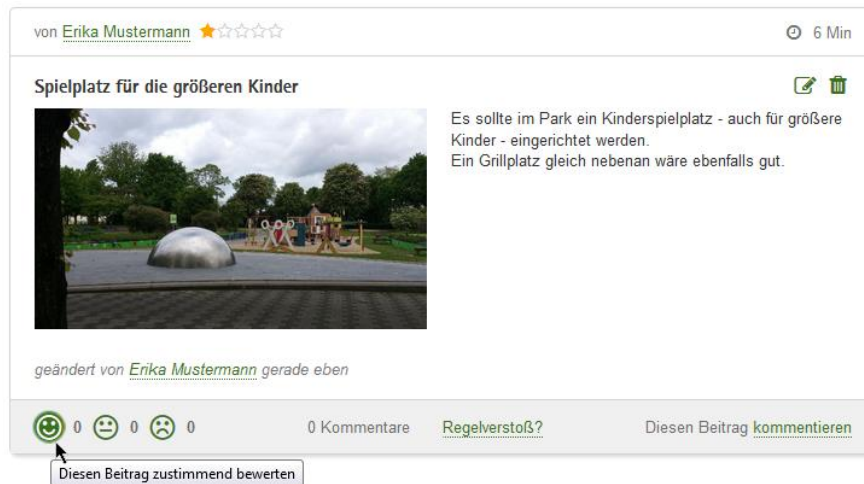 von Erika Mustermann
6 Min
Spielplatz für die größeren Kinder
Es sollte im Park ein Kinderspielplatz - auch für größere
Kinder - eingerichtet werden.
Ein Grillplatz gleich nebenan wäre ebenfalls gut.
geändert von Erika Mustermann gerade eben
0 0 0 0 Kommentare Regelverstoß? Diesen Beitrag kommentieren
Diesen Beitrag zustimmend bewerten